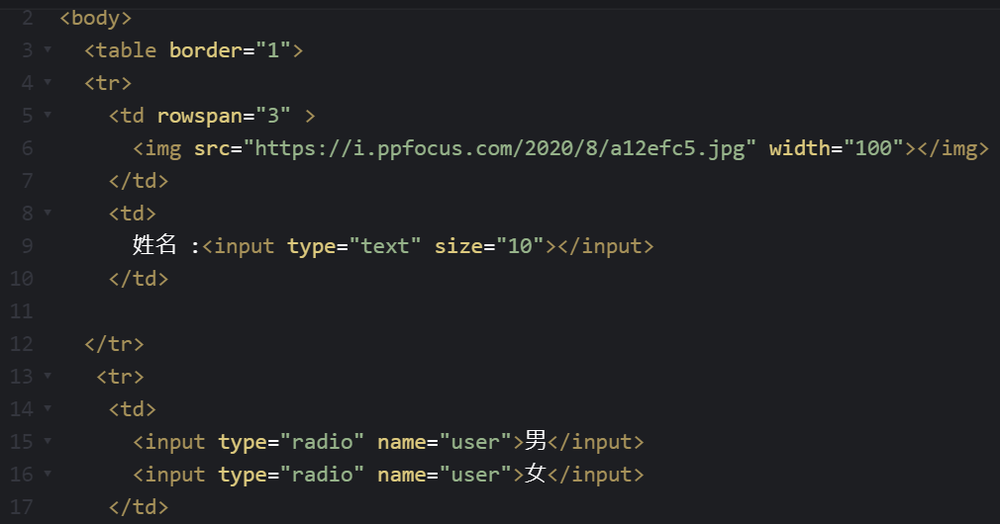 2 <body>
3 <table border="1">
4 <tr>
5 <td rowspan="3" >
6 <img src="https://i.ppfocus.com/2020/8/a12efc5.jpg" width="100"></img>
7 </td>
8 <td>
9 姓名 :<input type="text" size="10"></input>
10 </td>
11
12 </tr>
13 <tr>
14 <td>
15 <input type="radio" name="user">男</input>
16 <input type="radio" name="user">女</input>
17 </td>